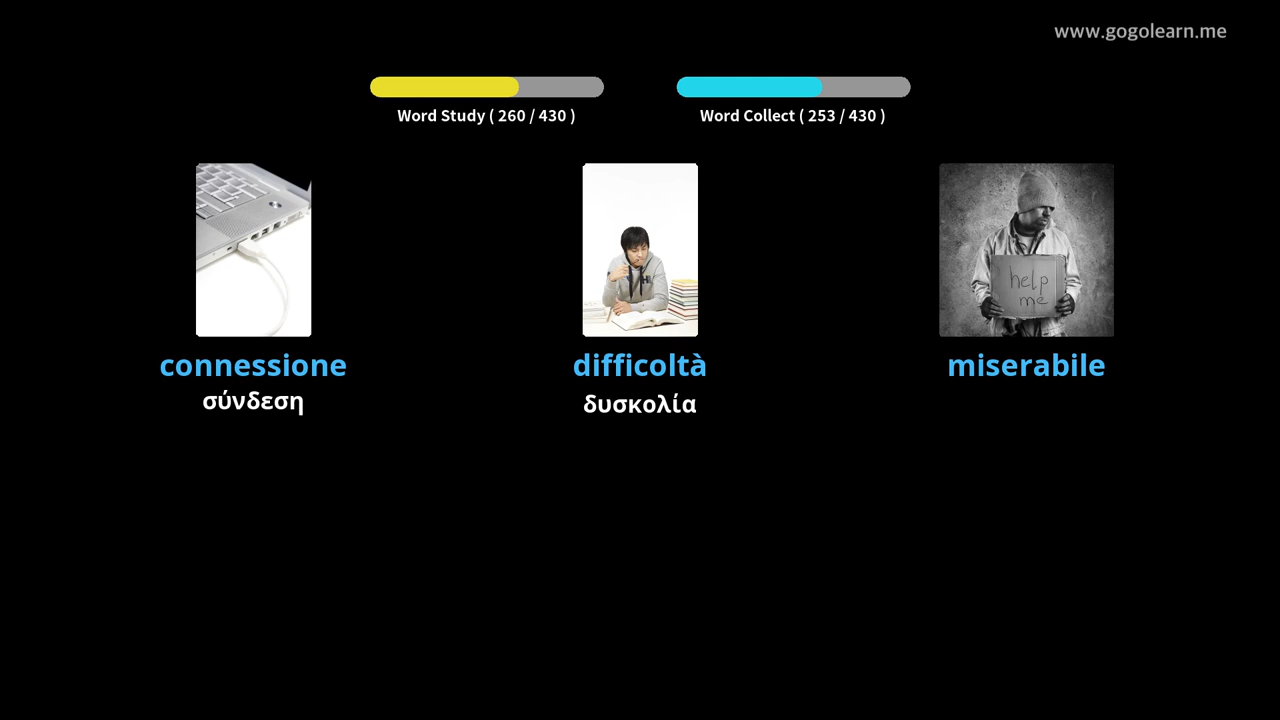 www.gogolearn.me
Word Study ( 260 / 430 )
Word Collect ( 253 / 430 )
help
me
connessione
σύνδεση
difficoltà
δυσκολία
miserabile